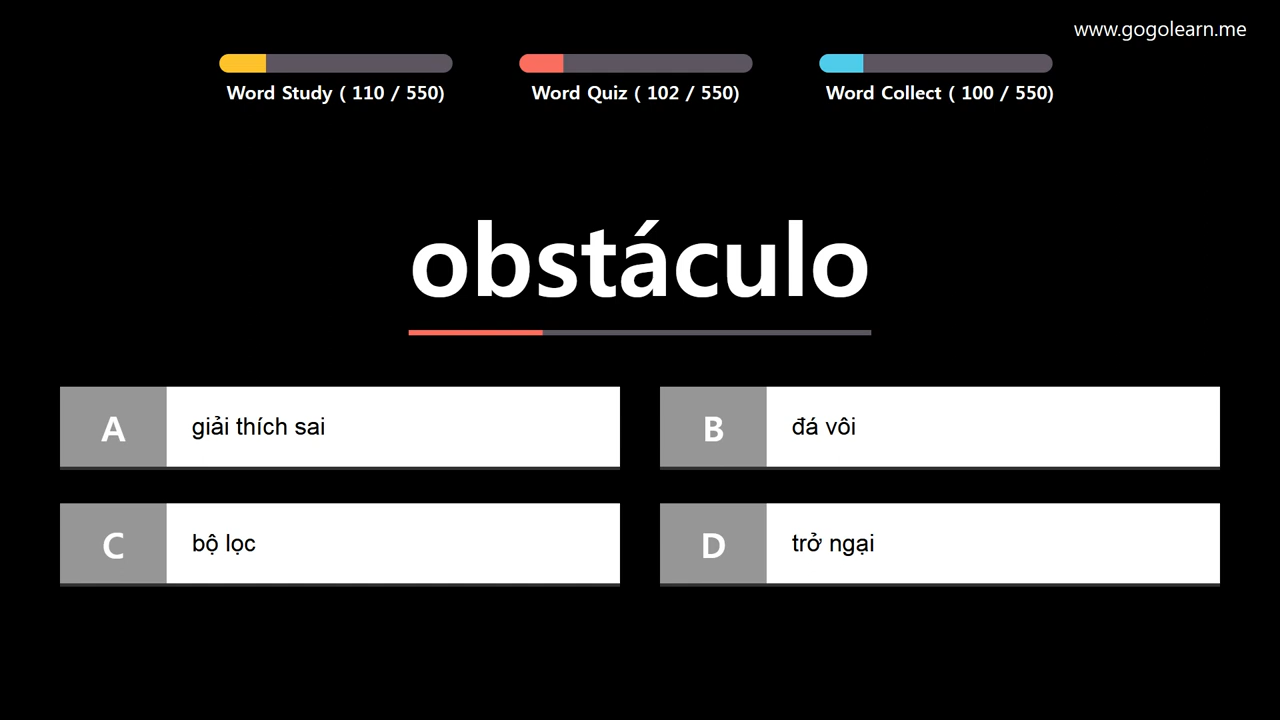 www.gogolearn.me
Word Study ( 110 / 550)
Word Quiz ( 102 / 550)
Word Collect ( 100 / 550)
obstáculo
A giải thích sai
B đá vôi
C bộ lọc
D trở ngại